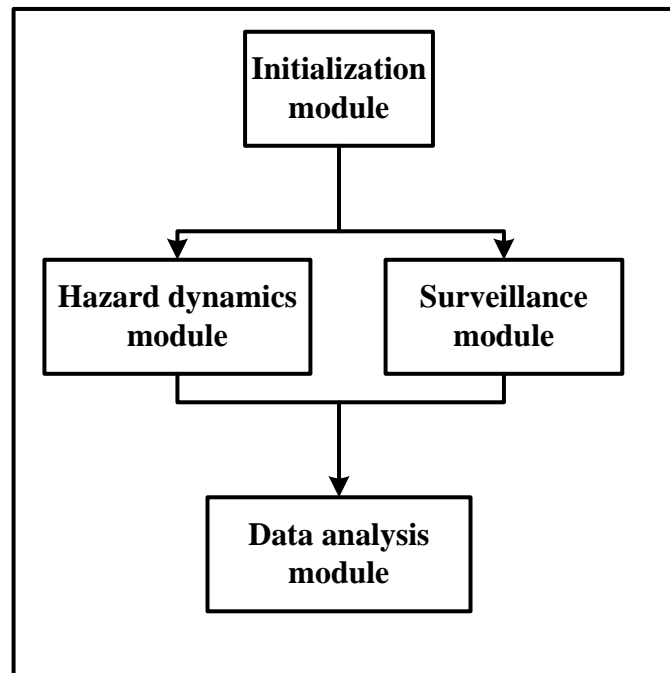 Initialization
module
Hazard dynamics
module
Surveillance
module
Data analysis
module